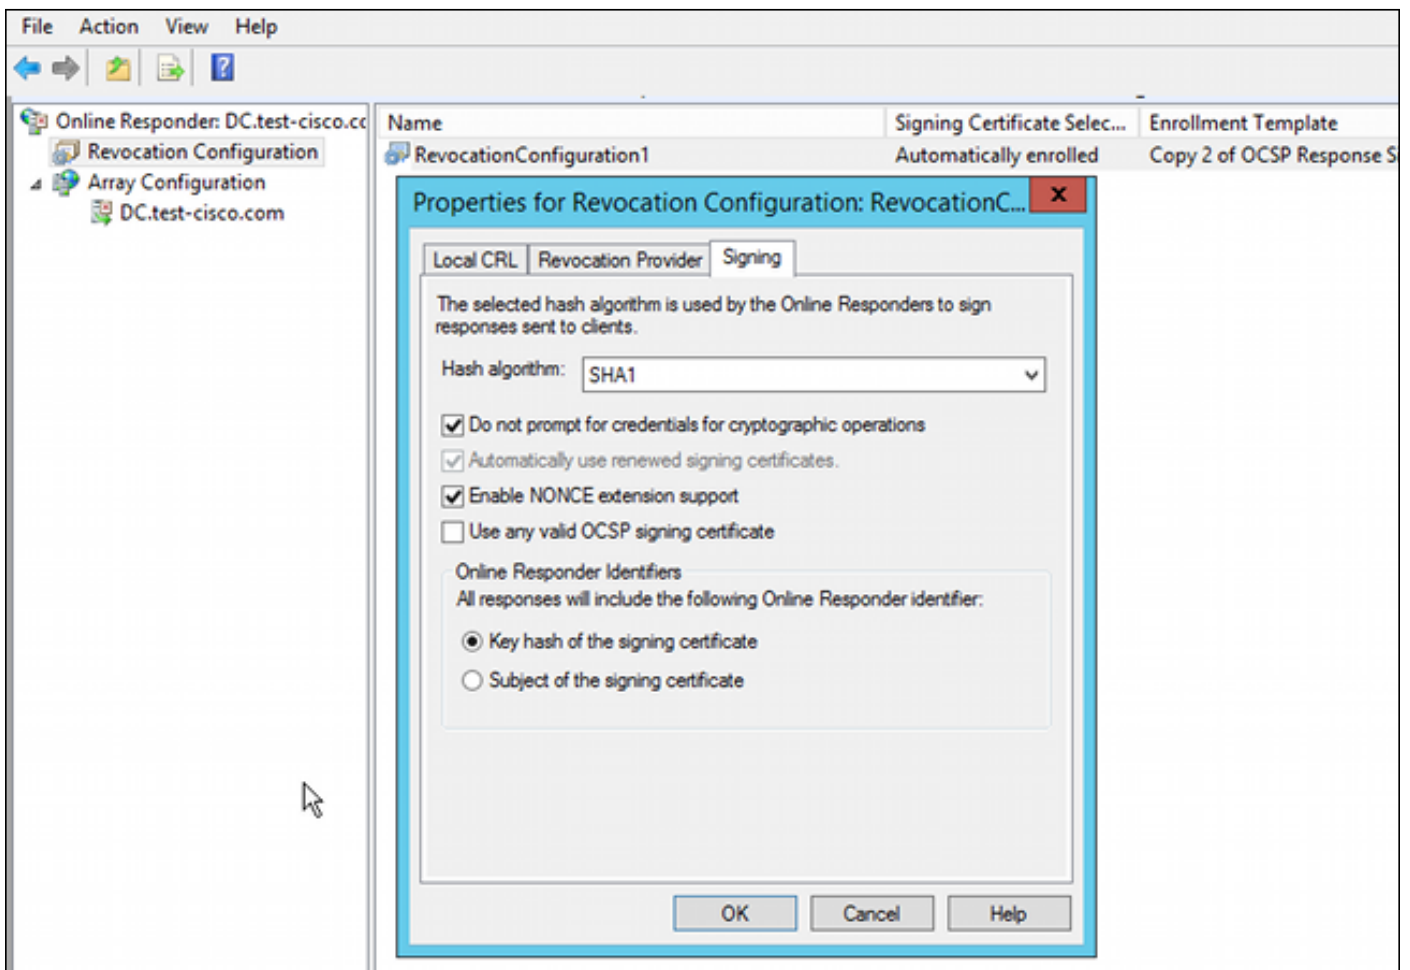 File Action View Help
Online Responder: DC.test-cisco.cc
Revocation Configuration
Array Configuration
DC.test-cisco.com
Name Signing Certificate Selec... Enrollment Template
RevocationConfiguration1 Automatically enrolled Copy 2 of OCSP Response S
Properties for Revocation Configuration: RevocationC... x
Local CRL Revocation Provider Signing
The selected hash algorithm is used by the Online Responders to sign
responses sent to clients.
Hash algorithm: SHA1
Do not prompt for credentials for cryptographic operations
Automatically use renewed signing certificates.
Enable NONCE extension support
Use any valid OCSP signing certificate
Online Responder Identifiers
All responses will include the following Online Responder identifier:
Key hash of the signing certificate
Subject of the signing certificate
OK Cancel Help